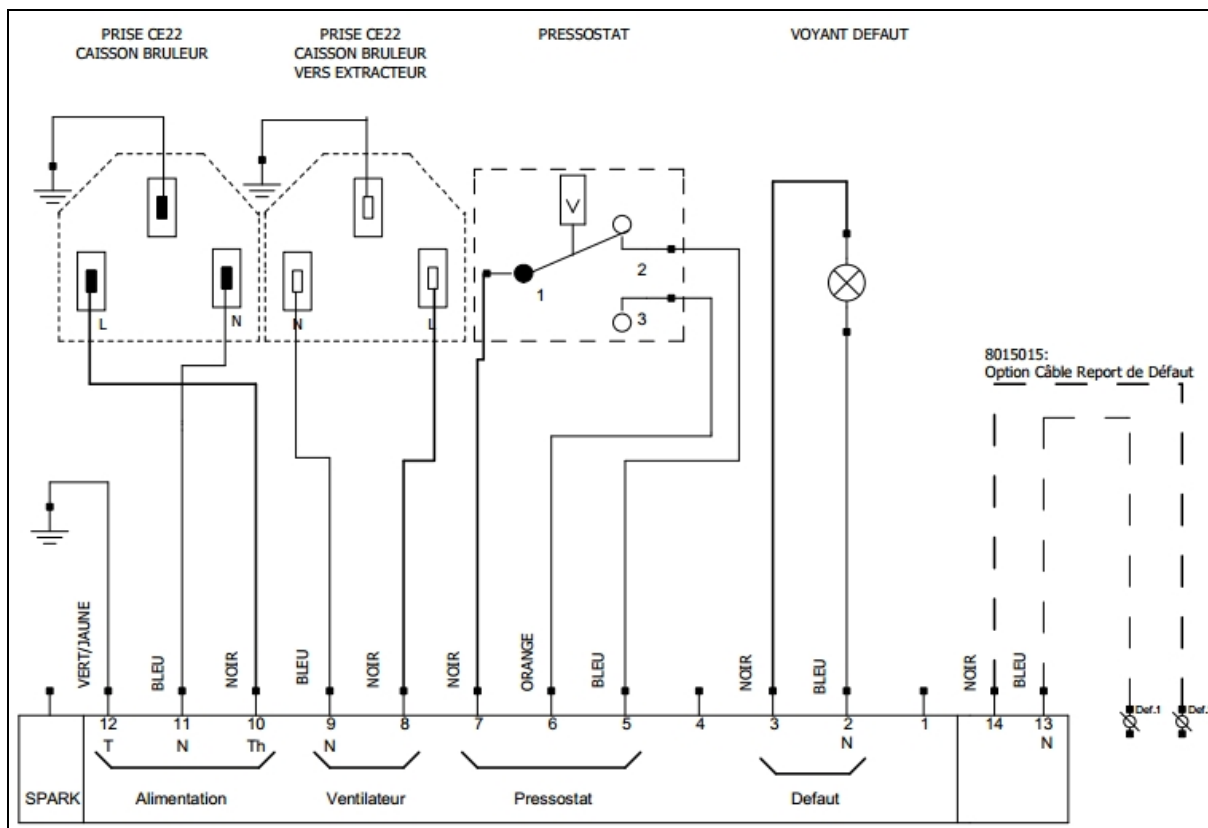 PRISE CE22
CAISSON BRULEUR
PRISE CE22
CAISSON BRULEUR
VERS EXTRACTEUR
PRESSOSTAT
VOYANT DEFAUT
L
N
N
L
V
1
2
3
8015015:
Option Câble Report de Défaut
VERT/JAUNE
BLEU
NOIR
BLEU
NOIR
NOIR
ORANGE
BLEU
NOIR
BLEU
NOIR
BLEU
Def.1
Def.
12
11
10
9
8
7
6
5
4
3
2
1
14
13
T
N
Th
N
N
N
SPARK
Alimentation
Ventilateur
Pressostat
Defaut